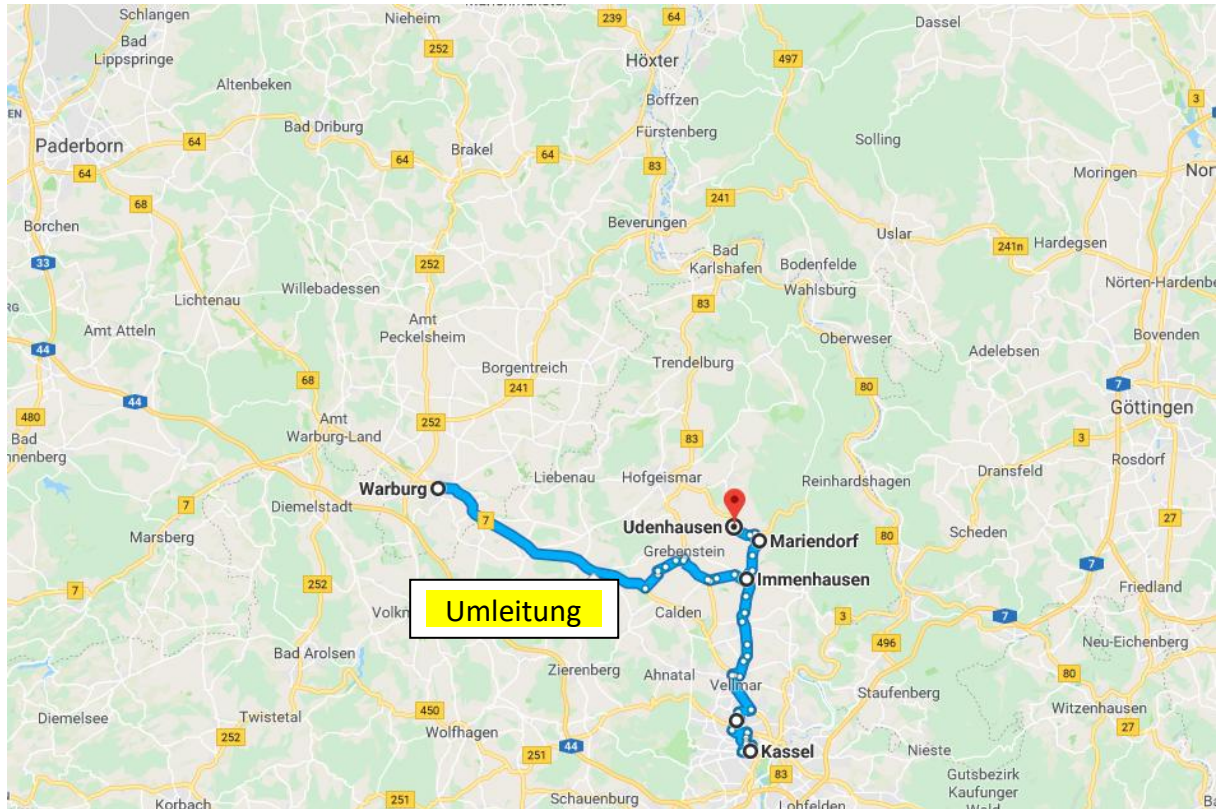 Schlangen
Nieheim
239
64
Dassel
Bad
Lippspringe
252
Höxter
497
Altenbeken
Boffzen
3
Bad Driburg
Fürstenberg
Solling
Paderborn
64
64
Brakel
64
83
Moringen
64
68
241
Borchen
Beverungen
Uslar
241n
Hardegsen
33
252
Bad
Karlshafen
Bodenfelde
Wahlsburg
Nörten-Hardenbe
Lichtenau
Willebadessen
83
Amt Atteln
Amt
Peckelsheim
Oberweser
Bovenden
44
Trendelburg
Adelebsen
68
Borgentreich
80
7
44
241
Göttingen
480
Amt
Warburg-Land
252
83
3
Bad
nnenberg
Rosdorf
Liebenau
Hofgeismar
Reinhardshagen
Dransfeld
Warburg
7
Diemelstadt
7
27
Marsberg
Udenhausen
Mariendorf
80
Scheden
Grebenstein
7
252
Immenhausen
Friedland
Umleitung
Calden
3
7
496
Neu-Eichenberg
Bad Arolsen
Zierenberg
Ahnatal
Vellmar
80
Staufenberg
Diemelsee
Twistetal
450
Witzenhausen
252
Wolfhagen
27
251
44
Kassel
Nieste
83
Gutsbezirk
Kaufunger
Wald
Korbach
251
Schauenburg
Lohfelden